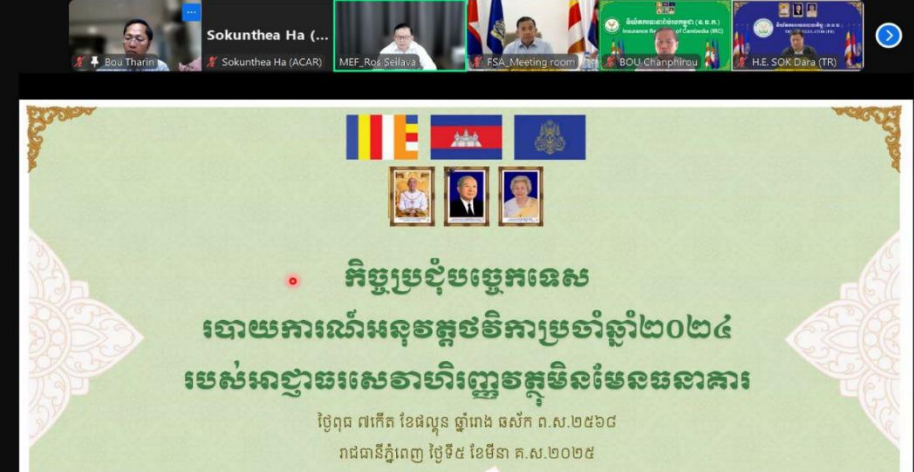 Sokunthea Ha (...
Bou Tharin
Sokunthea Ha (ACAR)
MEF_Ros Seilava
FSA_Meeting room
BOU Chanphirou
H.E. SOK Dara (TR)
Insurance Re of Cambodia (IRC)
កិច្ចប្រជុំបច្ចេកទេស
របាយការណ៍អនុវត្តថវិកាប្រចាំឆ្នាំ២០២៤
របស់អាជ្ញាធរសេវាហិរញ្ញវត្ថុមិនមែនធនាគារ
ថ្ងៃពុធ ៧កើត ខែផល្គុន ឆ្នាំរោង ឆស័ក ព.ស.២៥៦៨
រាជធានីភ្នំពេញ ថ្ងៃទី៥ ខែមីនា គ.ស.២០២៥